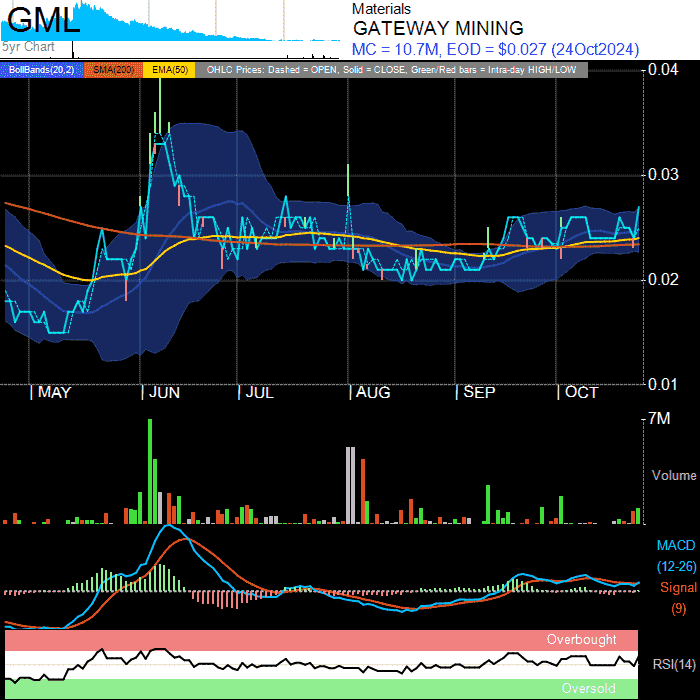 GML
5yr Chart
Materials
GATEWAY MINING
MC = 10.7M, EOD = $0.027 (24Oct2024)
BollBands(20,2) SMA(200) EMA(50) OHLC Prices: Dashed = OPEN, Solid = CLOSE, Green/Red bars = Intra-day HIGH/LOW
0.04
0.03
0.02
0.01
MAY JUN JUL AUG SEP OCT
7M
Volume
MACD
(12-26)
Signal
(9)
Overbought
RSI(14)
Oversold